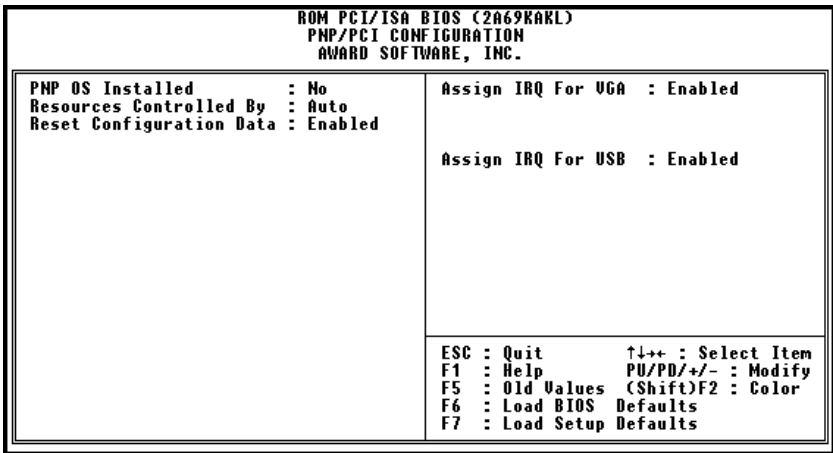 ROM PCI/ISA BIOS (2A69KAKL)
PNP/PCI CONFIGURATION
AWARD SOFTWARE, INC.
PNP OS Installed : No
Resources Controlled By : Auto
Reset Configuration Data : Enabled
Assign IRQ For VGA : Enabled
Assign IRQ For USB : Enabled
ESC : Quit ↑↓→← : Select Item
F1 : Help PU/PD/+/- : Modify
F5 : Old Values (Shift)F2 : Color
F6 : Load BIOS Defaults
F7 : Load Setup Defaults